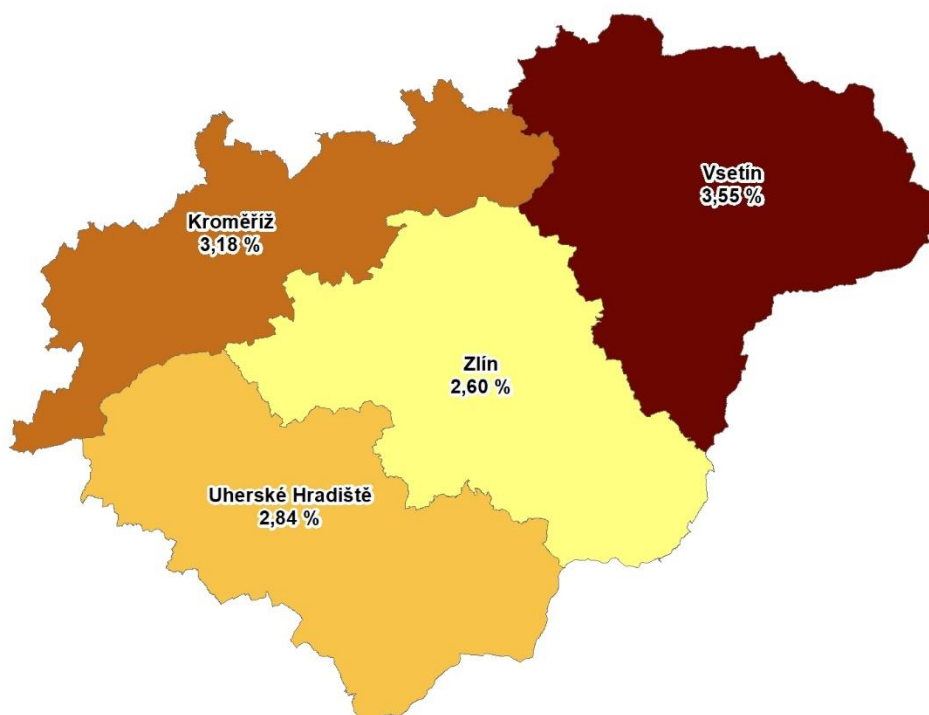 Vsetín
3,55 %
Kroměříž
3,18 %
Zlín
2,60 %
Uherské Hradiště
2,84 %